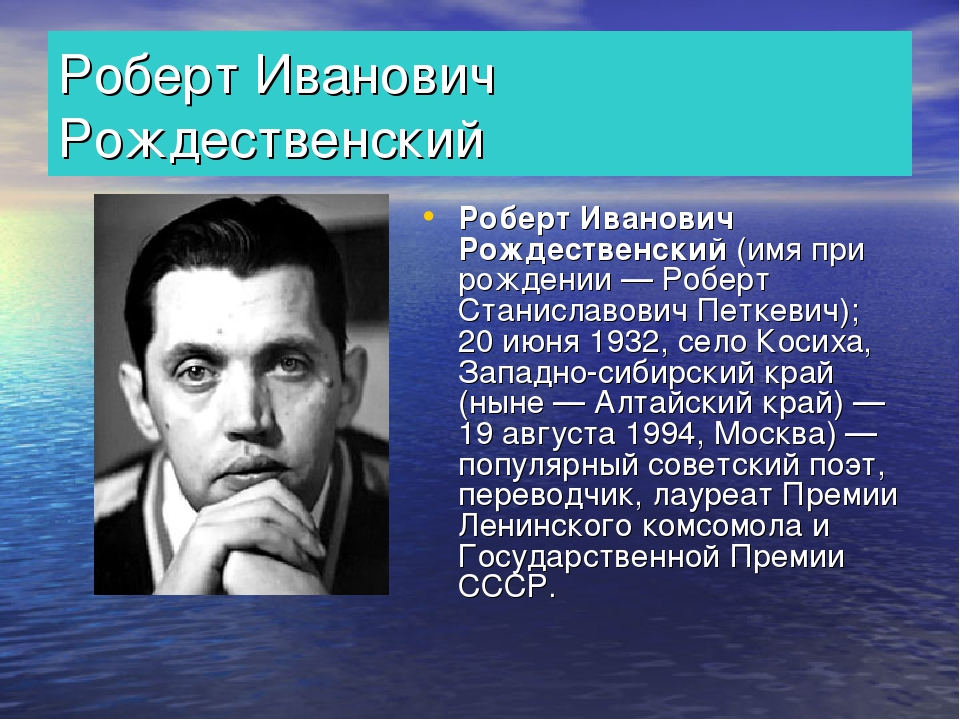 Роберт Иванович
Рождественский
• Роберт Иванович
Рождественский (имя при
рождении — Роберт
Станиславович Петкевич);
20 июня 1932, село Косиха,
Западно-сибирский край
(ныне — Алтайский край) —
19 августа 1994, Москва) —
популярный советский поэт,
переводчик, лауреат Премии
Ленинского комсомола и
Государственной Премии
СССР.